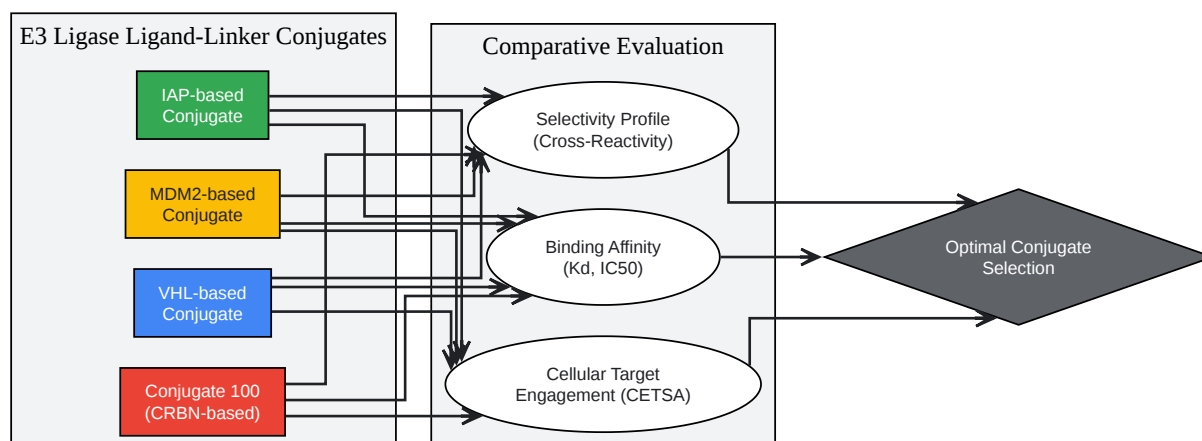 E3 Ligase Ligand-Linker Conjugates
IAP-based
Conjugate
MDM2-based
Conjugate
VHL-based
Conjugate
Conjugate 100
(CRBN-based)
Comparative Evaluation
Selectivity Profile
(Cross-Reactivity)
Binding Affinity
(Kd, IC50)
Cellular Target
Engagement (CETSA)
Optimal Conjugate
Selection